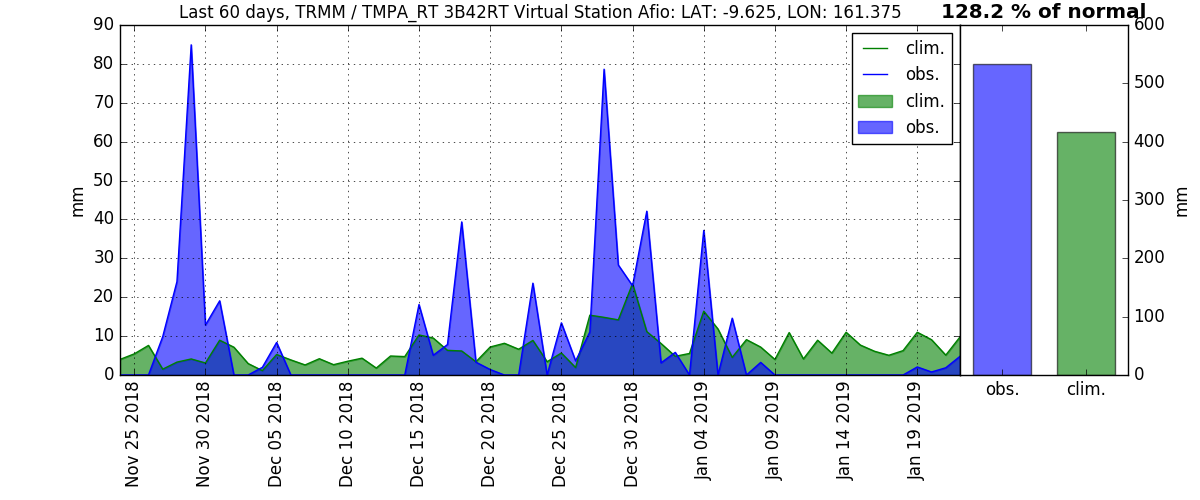 Last 60 days, TRMM / TMPA_RT 3B42RT Virtual Station Afio: LAT: -9.625, LON: 161.375
128.2 % of normal
90
80
70
60
50
40
30
20
10
0
mm
clim.
obs.
clim.
obs.
600
500
400
300
200
100
0
mm
obs.
clim.
Nov 25 2018
Nov 30 2018
Dec 05 2018
Dec 10 2018
Dec 15 2018
Dec 20 2018
Dec 25 2018
Dec 30 2018
Jan 04 2019
Jan 09 2019
Jan 14 2019
Jan 19 2019